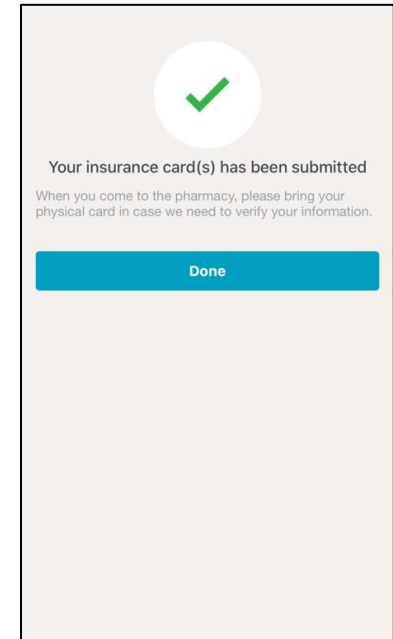 Your insurance card(s) has been submitted
When you come to the pharmacy, please bring your
physical card in case we need to verify your information.
Done